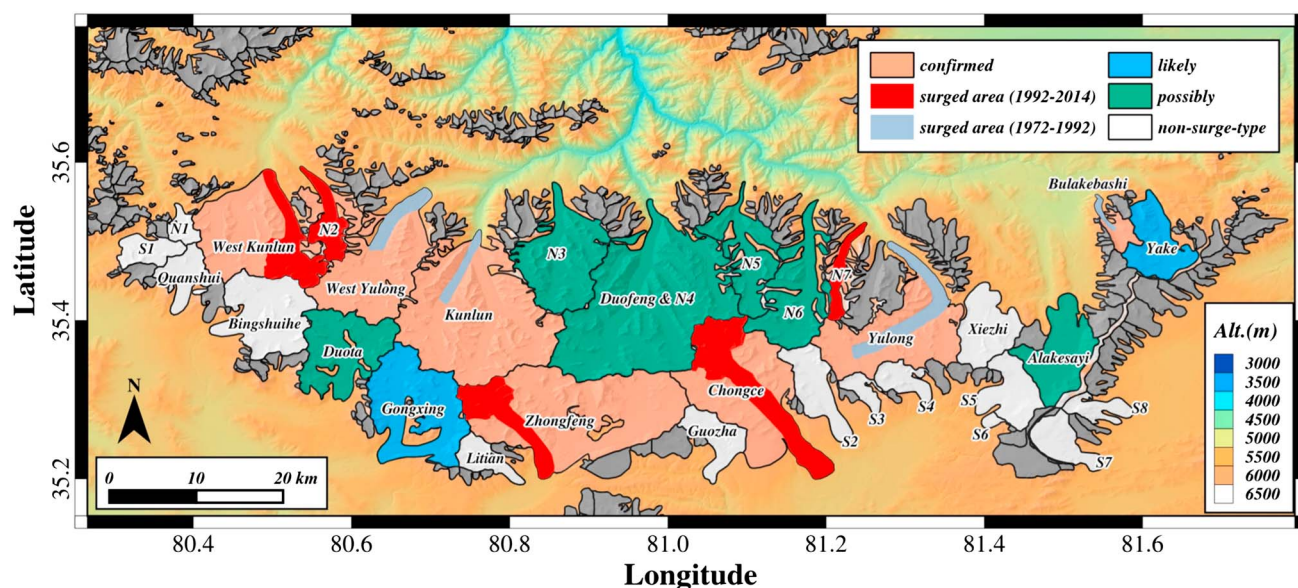 confirmed
likely
surged area (1992-2014)
possibly
surged area (1972-1992)
non-surge-type
35.6
35.4
35.2
Latitude
Bulakebashi
N1
S1
West Kunlun
N2
Quanshui
West Yulong
N3
N5
N7
Yake
Bingshuihe
Kunlun
Duofeng & N4
N6
Yulong
Xiezhi
Duota
Alakesayi
Gongxing
Zhongfeng
Chongce
S3
S4
S5
S8
Guozha
S2
S6
Litian
S7
N
0 10 20 km
Alt.(m)
3000
3500
4000
4500
5000
5500
6000
6500
80.4 80.6 80.8 81.0 81.2 81.4 81.6
Longitude